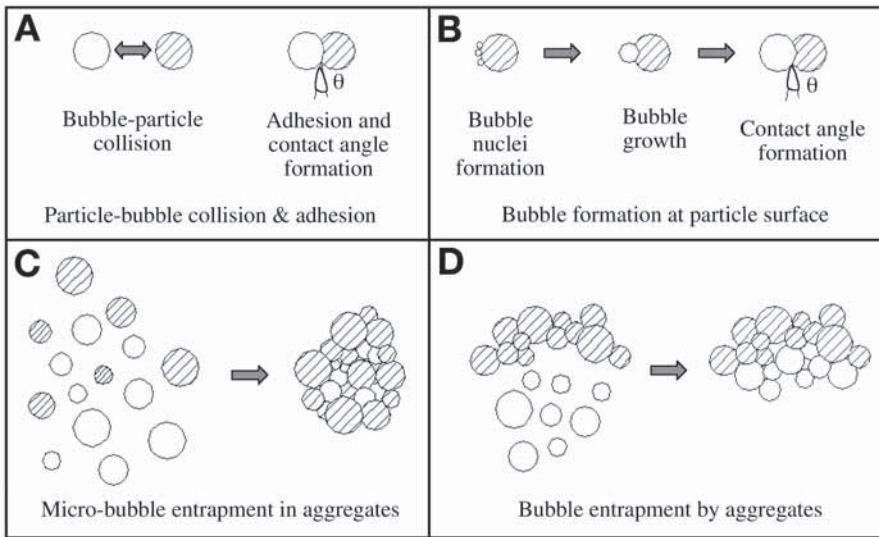 A
θ
Bubble-particle
collision
Adhesion and
contact angle
formation
Particle-bubble collision & adhesion
B
θ
Bubble
nuclei
formation
Bubble
growth
Contact angle
formation
Bubble formation at particle surface
C
Micro-bubble entrapment in aggregates
D
Bubble entrapment by aggregates